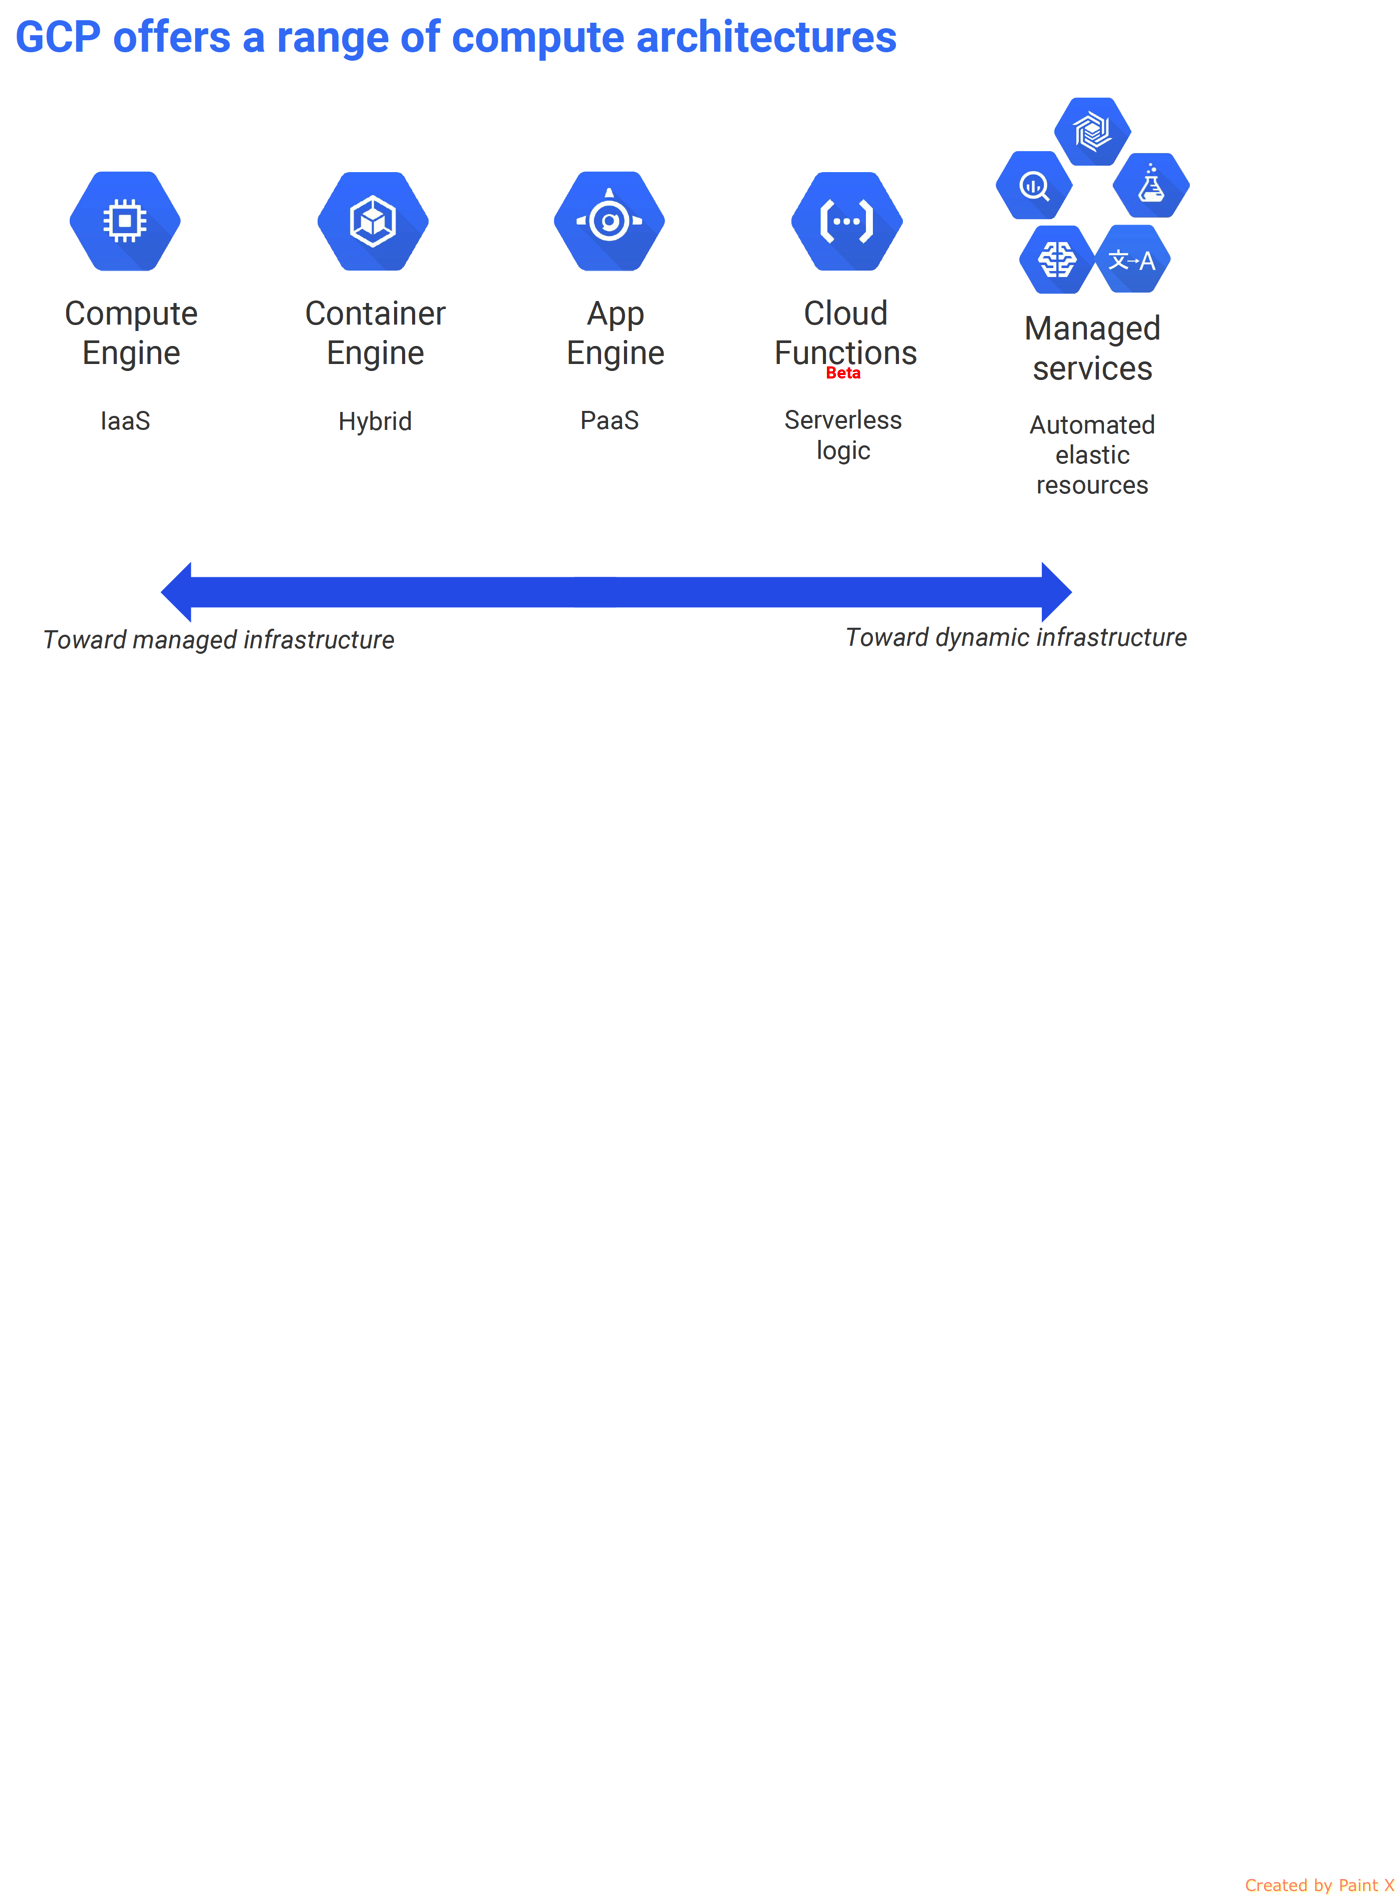 GCP offers a range of compute architectures
文→A
Compute
Engine
IaaS
Container
Engine
Hybrid
App
Engine
PaaS
Cloud
Functions
Beta
Serverless
logic
Managed
services
Automated
elastic
resources
Toward managed infrastructure
Toward dynamic infrastructure
Created by Paint X